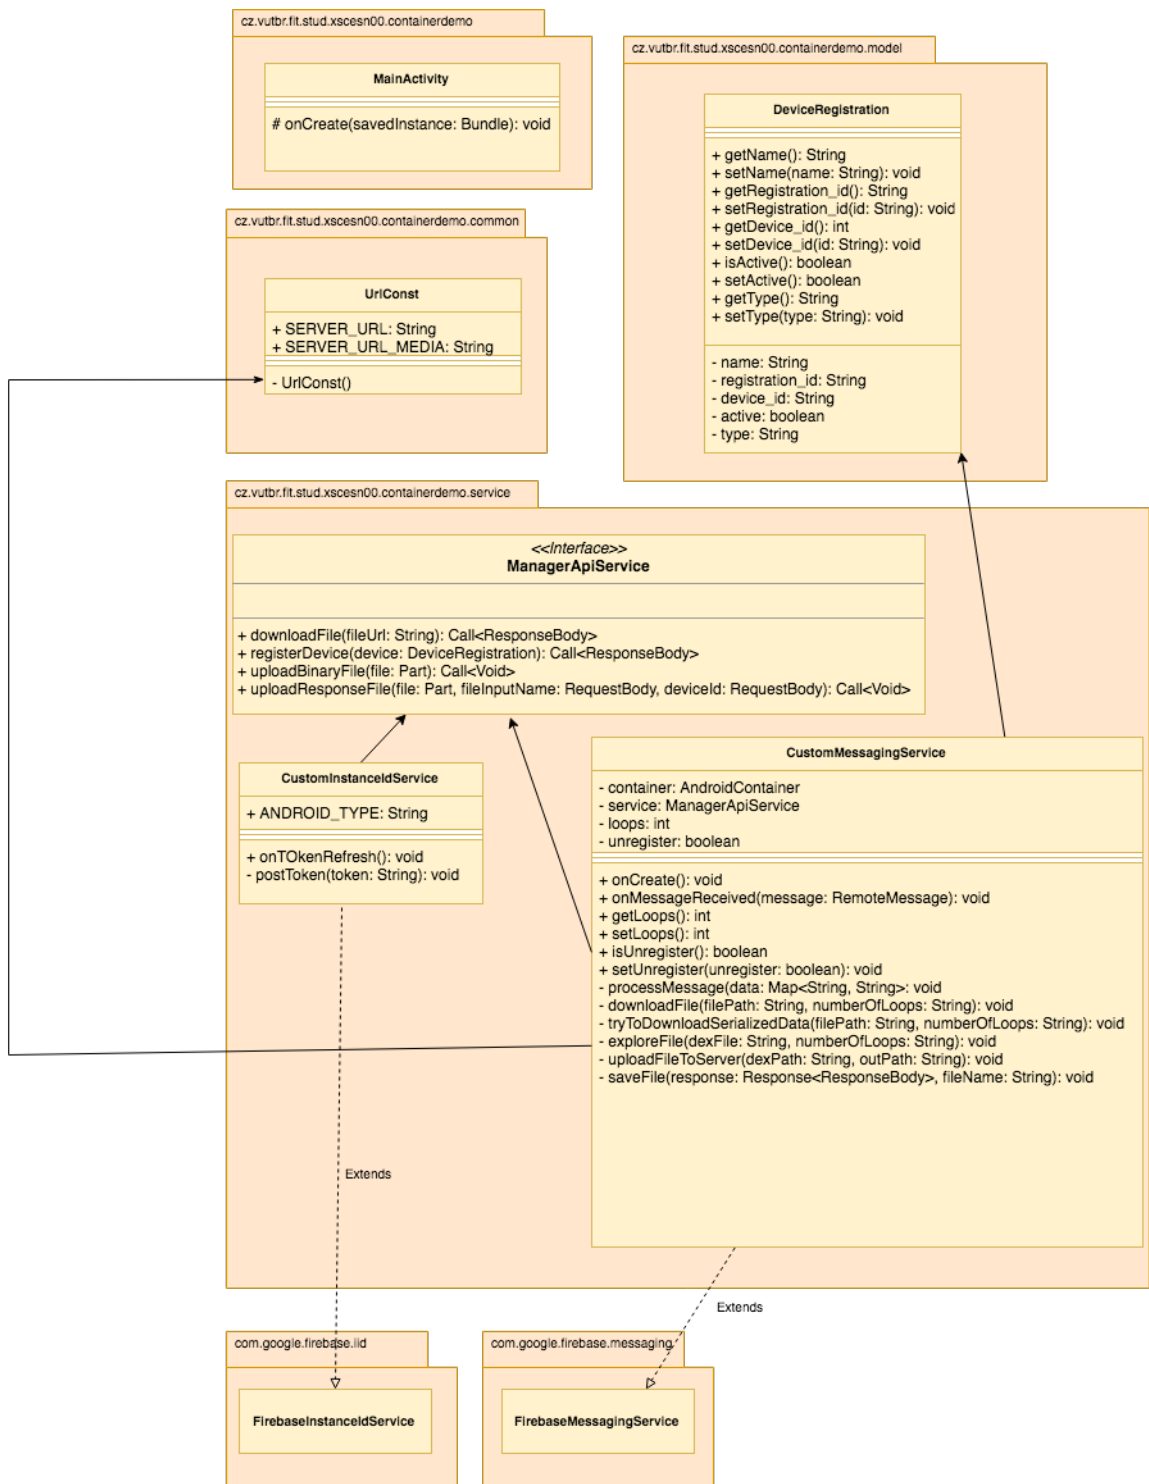 cz.vutbr.fit.stud.xscesn00.containerdemo
MainActivity
# onCreate(savedInstance: Bundle): void
cz.vutbr.fit.stud.xscesn00.containerdemo.model
DeviceRegistration
+ getName(): String
+ setName(name: String): void
+ getRegistration_id(): String
+ setRegistration_id(id: String): void
+ getDevice_id(): int
+ setDevice_id(id: String): void
+ isActive(): boolean
+ setActive(): boolean
+ getType(): String
+ setType(type: String): void
- name: String
- registration_id: String
- device_id: String
- active: boolean
- type: String
cz.vutbr.fit.stud.xscesn00.containerdemo.common
UrlConst
+ SERVER_URL: String
+ SERVER_URL_MEDIA: String
- UrlConst()
cz.vutbr.fit.stud.xscesn00.containerdemo.service
<<Interface>>
ManagerApiService
+ downloadFile(fileUrl: String): Call<ResponseBody>
+ registerDevice(device: DeviceRegistration): Call<ResponseBody>
+ uploadBinaryFile(file: Part): Call<Void>
+ uploadResponseFile(file: Part, fileInputName: RequestBody, deviceId: RequestBody): Call<Void>
CustomInstanceIdService
+ ANDROID_TYPE: String
+ onTOkenRefresh(): void
- postToken(token: String): void
CustomMessagingService
- container: AndroidContainer
- service: ManagerApiService
- loops: int
- unregister: boolean
+ onCreate(): void
+ onMessageReceived(message: RemoteMessage): void
+ getLoops(): int
+ setLoops(): int
+ isUnregister(): boolean
+ setUnregister(unregister: boolean): void
- processMessage(data: Map<String, String>: void
- downloadFile(filePath: String, numberOfLoops: String): void
- tryToDownloadSerializedData(filePath: String, numberOfLoops: String): void
- exploreFile(dexFile: String, numberOfLoops: String): void
- uploadFileToServer(dexPath: String, outPath: String): void
- saveFile(response: Response<ResponseBody>, fileName: String): void
Extends
Extends
com.google.firebase.iid
FirebaseInstanceIdService
com.google.firebase.messaging
FirebaseMessagingService